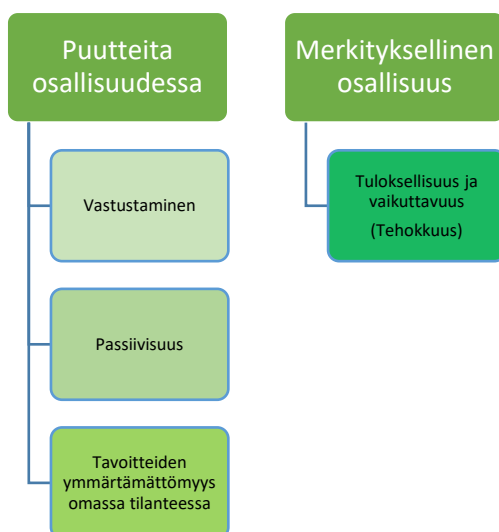 Puutteita
osallisuudessa
Vastustaminen
Passiivisuus
Tavoitteiden
ymmärtämättömyys
omassa tilanteessa
Merkityksellinen
osallisuus
Tuloksellisuus ja
vaikuttavuus
(Tehokkuus)